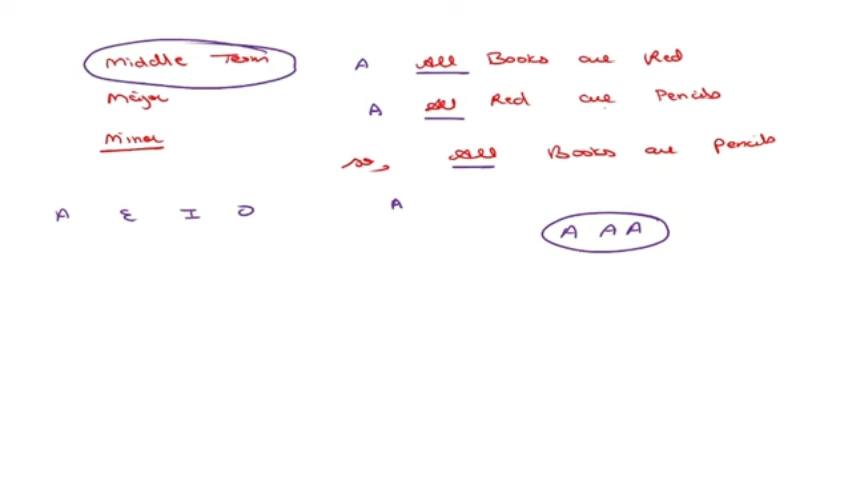 Middle Term
Major
Minor
A All Books are Red
A All Red are Pencils
so, All Books are Pencils
A E I O
A
A A A